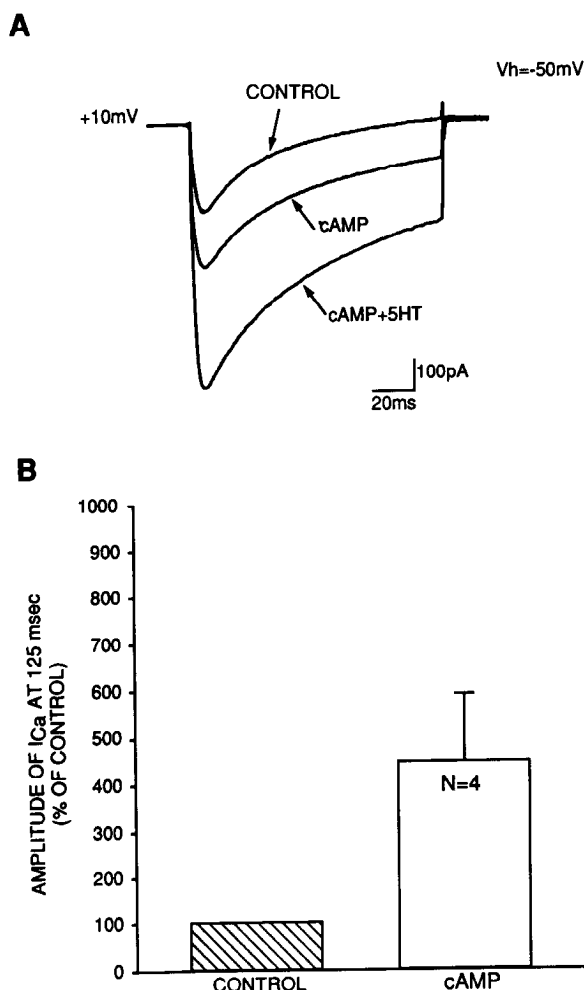 A
Vh=-50mV
CONTROL
+10mV
cAMP
cAMP+5HT
100pA
20ms
B
1000
900
800
700
600
500
400
300
200
100
0
AMPLITUDE OF ICa AT 125 msec
(% OF CONTROL)
N=4
CONTROL
cAMP